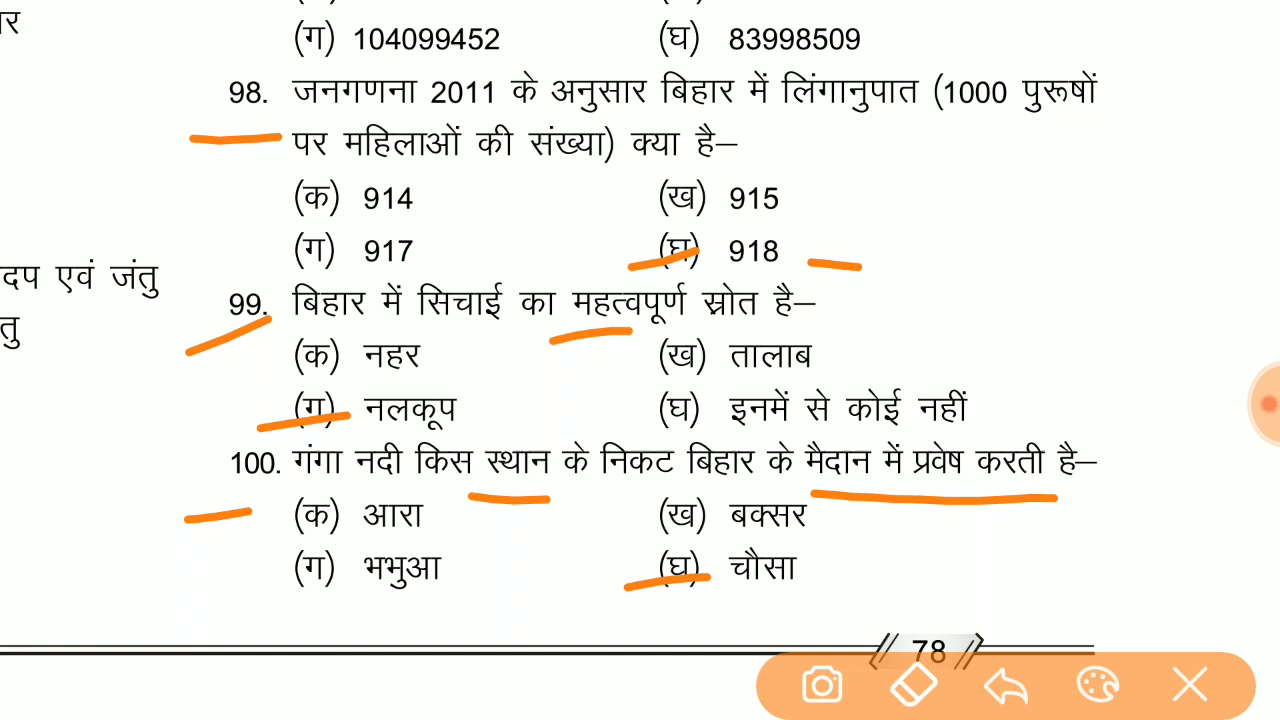 (ग) 104099452 (घ) 83998509
98. जनगणना 2011 के अनुसार बिहार में लिंगानुपात (1000 पुरूषों
पर महिलाओं की संख्या) क्या है–
(क) 914 (ख) 915
(ग) 917 (घ) 918
दप एवं जंतु
99. बिहार में सिचाई का महत्वपूर्ण स्रोत है–
तु
(क) नहर (ख) तालाब
(ग) नलकूप (घ) इनमें से कोई नहीं
100. गंगा नदी किस स्थान के निकट बिहार के मैदान में प्रवेष करती है–
(क) आरा (ख) बक्सर
(ग) भभुआ (घ) चौसा
78